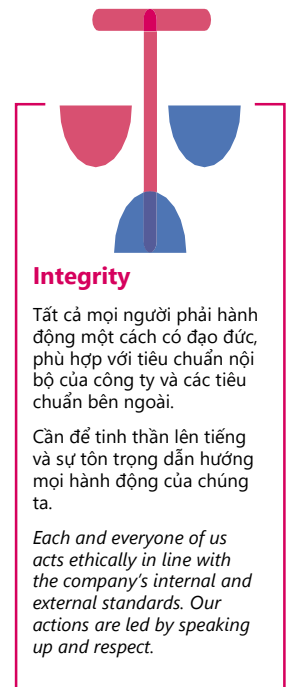 Integrity
Tất cả mọi người phải hành
động một cách có đạo đức,
phù hợp với tiêu chuẩn nội
bộ của công ty và các tiêu
chuẩn bên ngoài.
Cần để tinh thần lên tiếng
và sự tôn trọng dẫn hướng
mọi hành động của chúng
ta.
Each and everyone of us
acts ethically in line with
the company's internal and
external standards. Our
actions are led by speaking
up and respect.